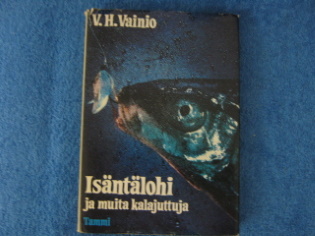 V. H. Vainio
Isäntälohi
ja muita kalajuttuja
Tammi